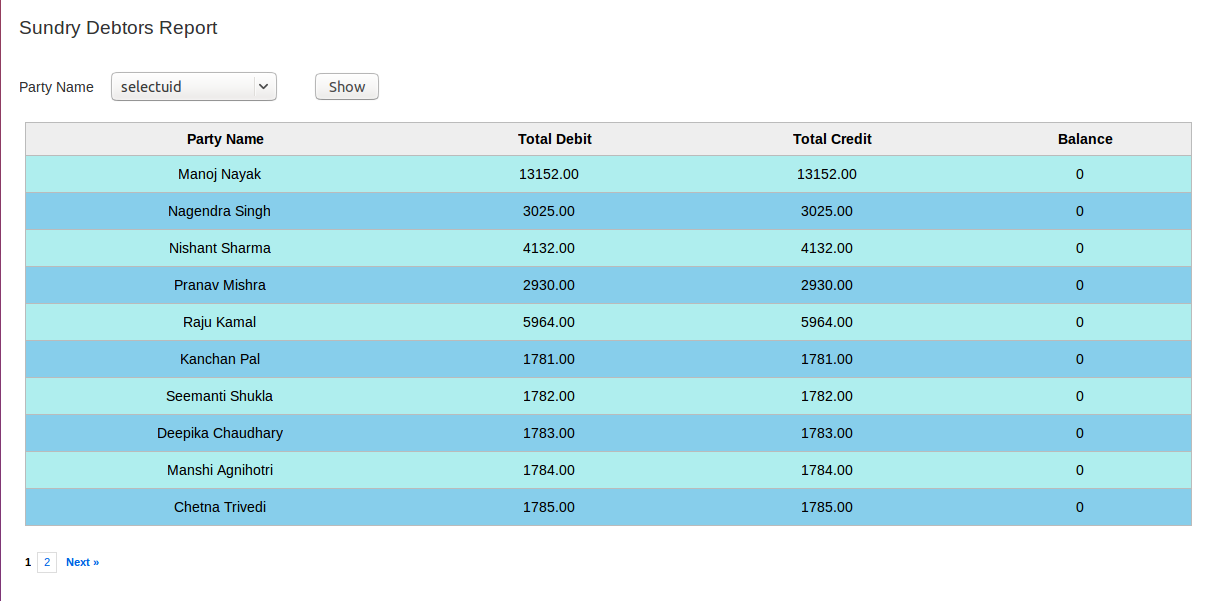 Sundry Debtors Report
Party Name selectuid Show
Party Name Total Debit Total Credit Balance
Manoj Nayak 13152.00 13152.00 0
Nagendra Singh 3025.00 3025.00 0
Nishant Sharma 4132.00 4132.00 0
Pranav Mishra 2930.00 2930.00 0
Raju Kamal 5964.00 5964.00 0
Kanchan Pal 1781.00 1781.00 0
Seemanti Shukla 1782.00 1782.00 0
Deepika Chaudhary 1783.00 1783.00 0
Manshi Agnihotri 1784.00 1784.00 0
Chetna Trivedi 1785.00 1785.00 0
1 2 Next »